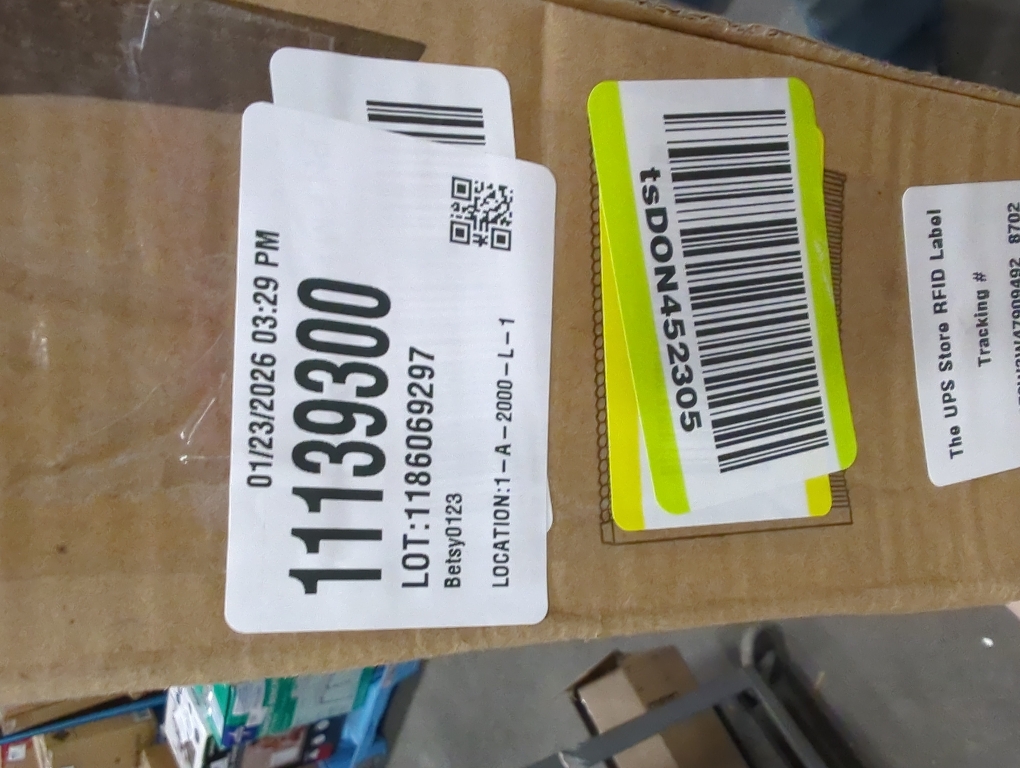 01/23/2026 03:29 PM
11139300
LOT:1186069297
Betsy0123
LOCATION:1-A-2000-L-1
tsDON452305
The UPS Store RFID Label
Tracking #